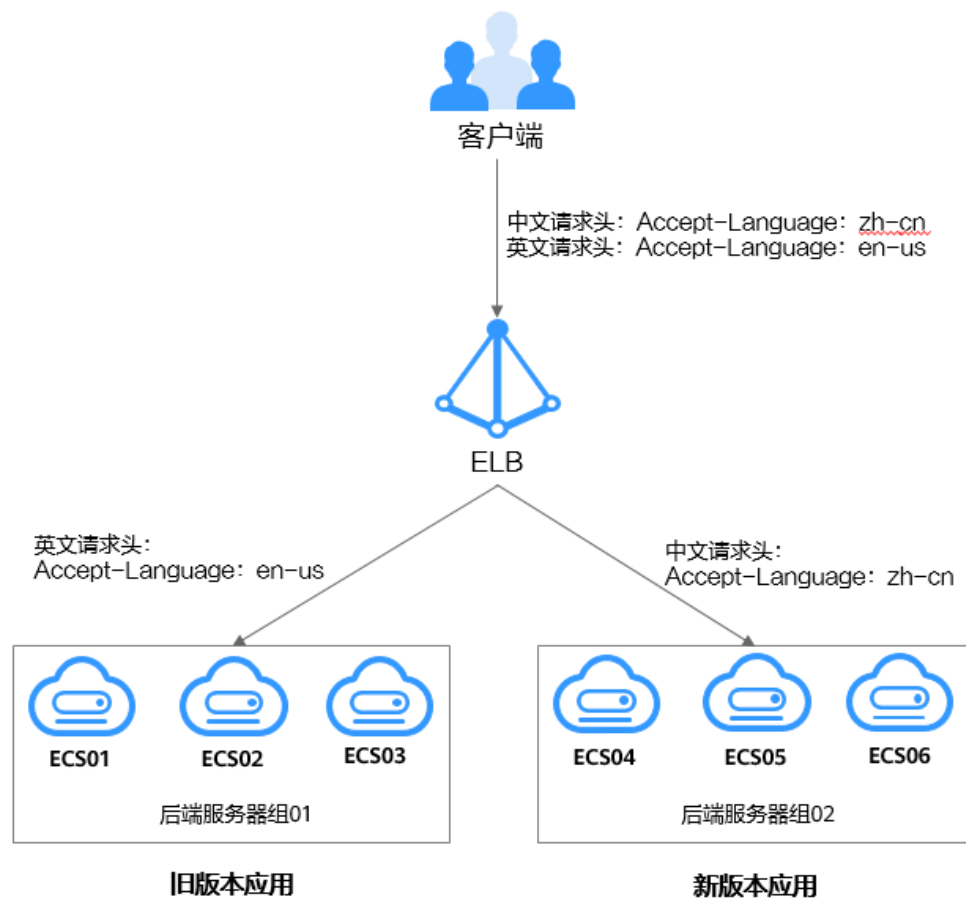 客户端
中文请求头：Accept-Language：zh-cn
英文请求头：Accept-Language：en-us
ELB
英文请求头：
Accept-Language：en-us
中文请求头：
Accept-Language：zh-cn
ECS01 ECS02 ECS03
后端服务器组01
旧版本应用
ECS04 ECS05 ECS06
后端服务器组02
新版本应用